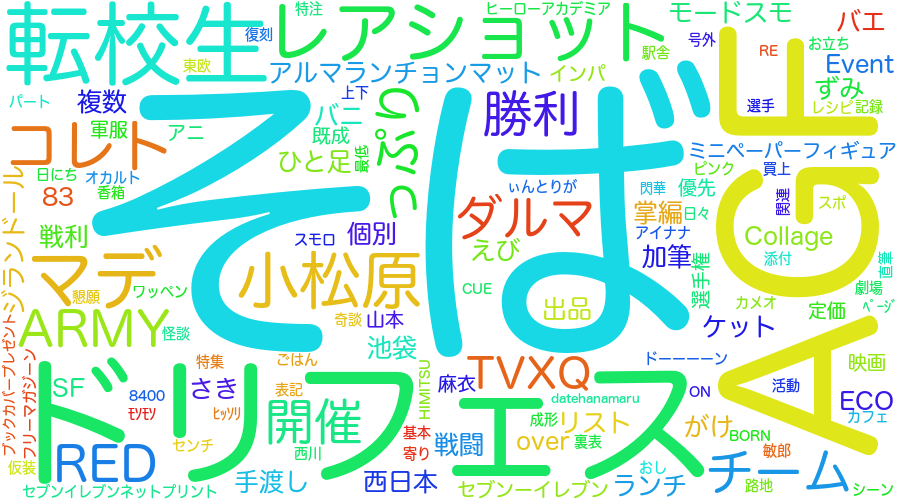 転校生
特注
復刻
東欧
レアショット
ヒーローアカデミア
駅舎
モードスモ
号外
バエ
RE
お立ち
Event
ずみ
レシピ
記録
アルマランチョンマット
インパ
選手
パート
複数
上下
バニ
既成
っぷり
勝利
コレト
軍服
アニ
ひと足
最低
そば
AGE
ミニペーパーフィギュア
ピンク
買上
日にち
オカルト
香箱
83
ぃんとりが
閃華
優先
関連
スポ
ジランドール
戦利
スモロ
個別
ダルマ
えび
掌編
日々
アイナナ
加筆
Collage
添付
直筆
マデ
懇願
ワッペン
小松原
CUE
出品
選手権
カメオ
劇場
ページ
定価
ARMY
怪談
奇談
山本
池袋
ケット
映画
ブックカバープレゼント
フリーマガジーン
ドリフエス
特集
ごはん
TVXQ
ドーーーーン
SF
8400
モソモソ
さき
ヒッソリ
表記
HIMITSU
麻衣
datehanamaru
ON
活動
ECO
カフェ
仮装
RED
センチ
開催
西川
基本
寄り
戦闘
over
成形
リスト
裏表
がけ
BORN
敏郎
チーム
セブンイレブンネットプリント
手渡し
西日本
セブンーイレブン
おし
ランチ
路地
シーン